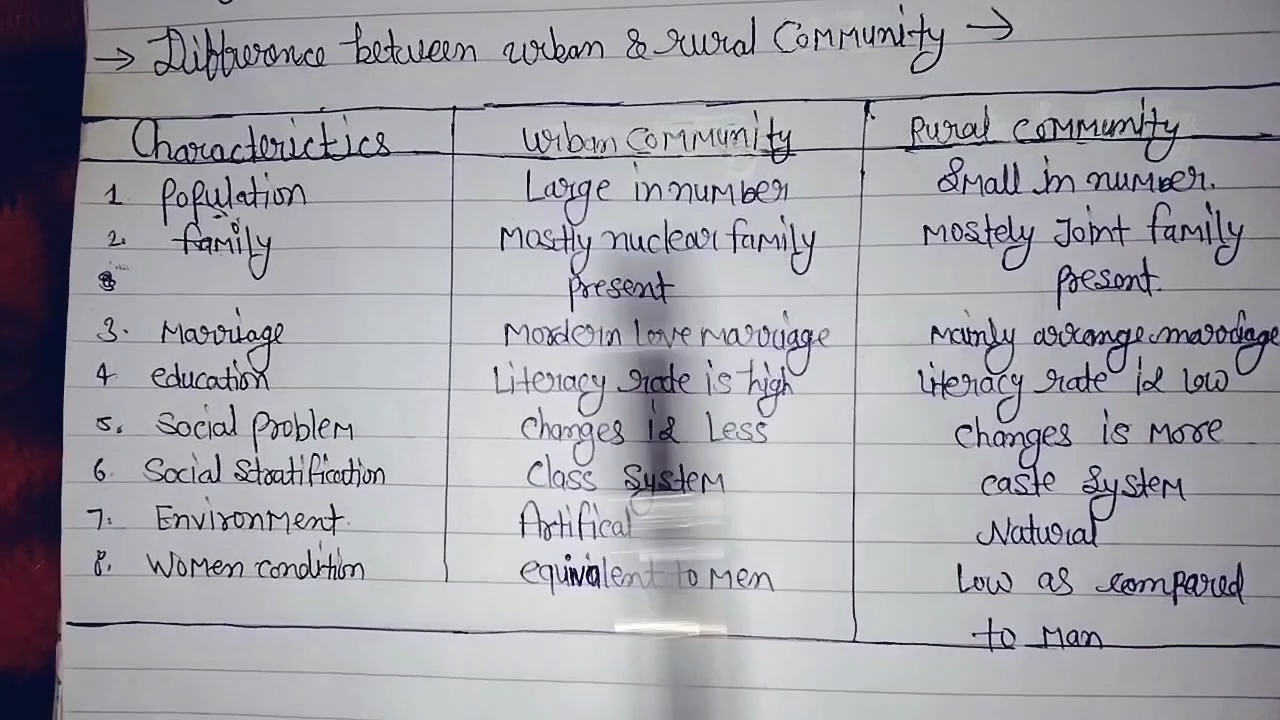 → Difference between urban & rural Community →
Characterictics Urban Community Rural community
1. Population Large in number Small in number.
2. family Mostly nuclear family Mostely Joint family
present present.
3. Marriage Mordern love marriage Mainly arrange marriage
4. education Literacy rate is high literacy rate is low
5. Social Problem Changes is Less changes is More
6. Social Stratification Class System caste System
7. Environment. Artifical Natural
8. Women condition equivalent to Men Low as compared
to Man